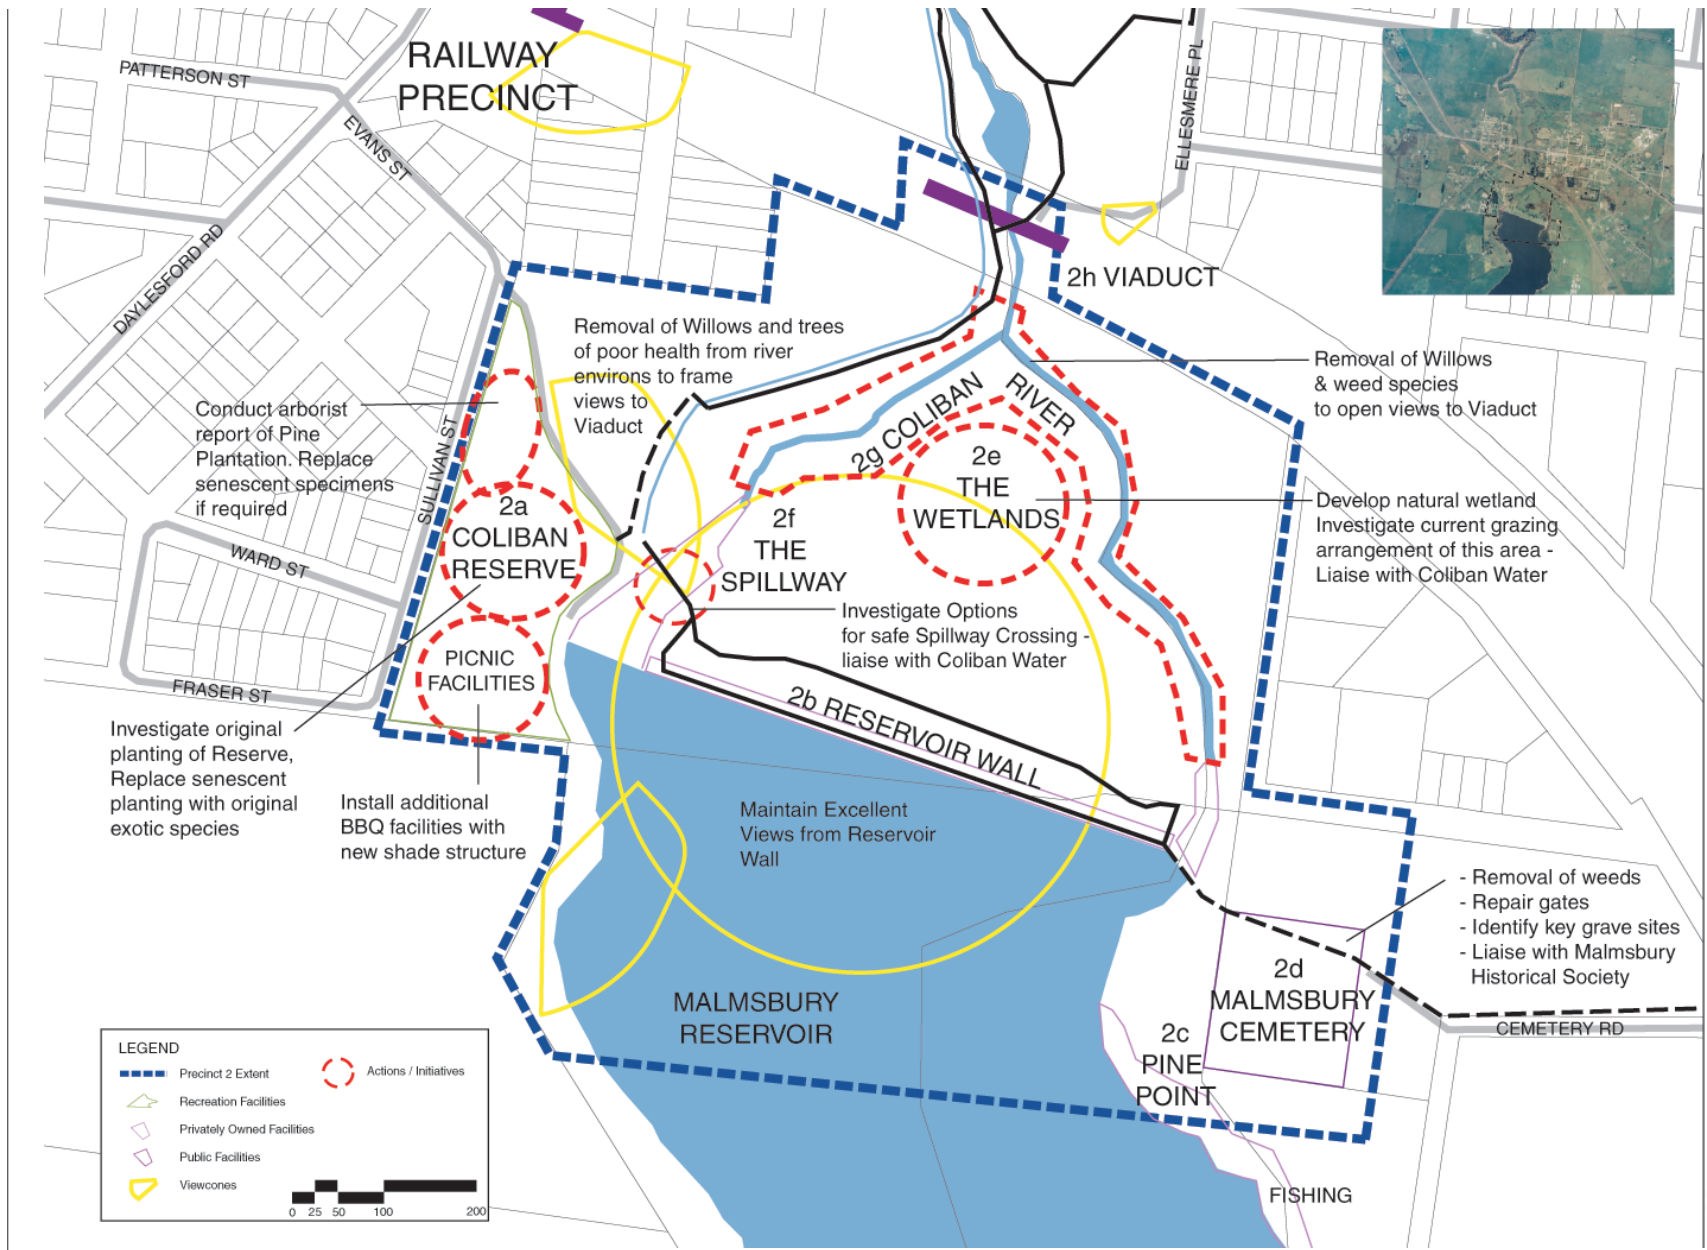 RAILWAY
PRECINCT
PATTERSON ST
EVANS ST
ELLESMERE PL
DAYLESFORD RD
2h VIADUCT
Removal of Willows and trees
of poor health from river
environs to frame
views to
Viaduct
Removal of Willows
& weed species
to open views to Viaduct
Conduct arborist
report of Pine
Plantation. Replace
senescent specimens
if required
SULLIVAN ST
2g COLIBAN
RIVER
2e
THE
WETLANDS
2a
COLIBAN
RESERVE
2f
THE
SPILLWAY
Develop natural wetland
Investigate current grazing
arrangement of this area -
Liaise with Coliban Water
WARD ST
Investigate Options
for safe Spillway Crossing -
liaise with Coliban Water
PICNIC
FACILITIES
FRASER ST
2b RESERVOIR WALL
Investigate original
planting of Reserve,
Replace senescent
planting with original
exotic species
Install additional
BBQ facilities with
new shade structure
Maintain Excellent
Views from Reservoir
Wall
- Removal of weeds
- Repair gates
- Identify key grave sites
- Liaise with Malmsbury
Historical Society
2d
MALMSBURY
CEMETERY
MALMSBURY
RESERVOIR
2c
PINE
POINT
CEMETERY RD
FISHING
LEGEND
Precinct 2 Extent
Actions / Initiatives
Recreation Facilities
Privately Owned Facilities
Public Facilities
Viewcones
0 25 50 100 200